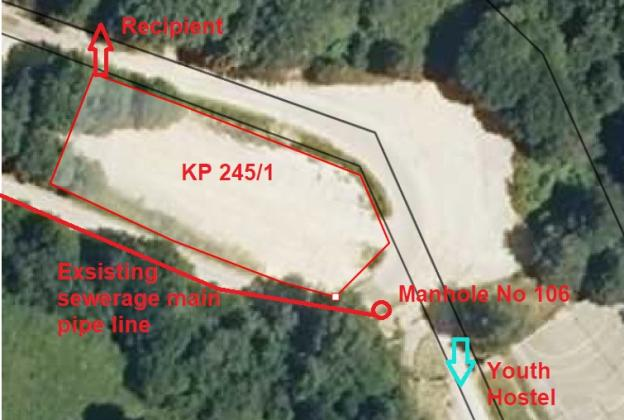 Recipient
KP 245/1
Exsisting
sewerage main
pipe line
Manhole No 106
Youth
Hostel